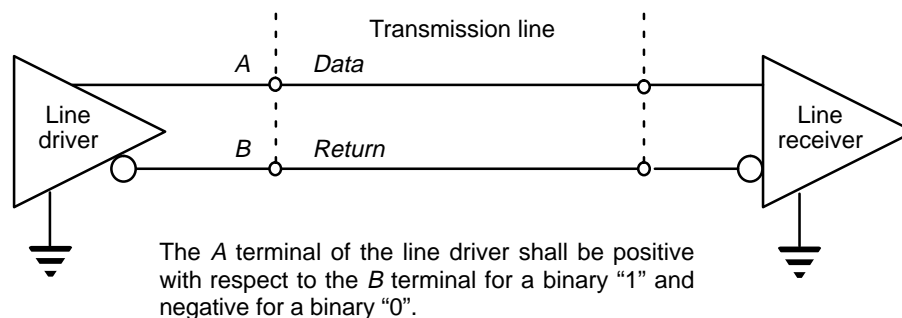 Transmission line
A Data
Line driver
Line receiver
B Return
The A terminal of the line driver shall be positive
with respect to the B terminal for a binary “1” and
negative for a binary “0”.